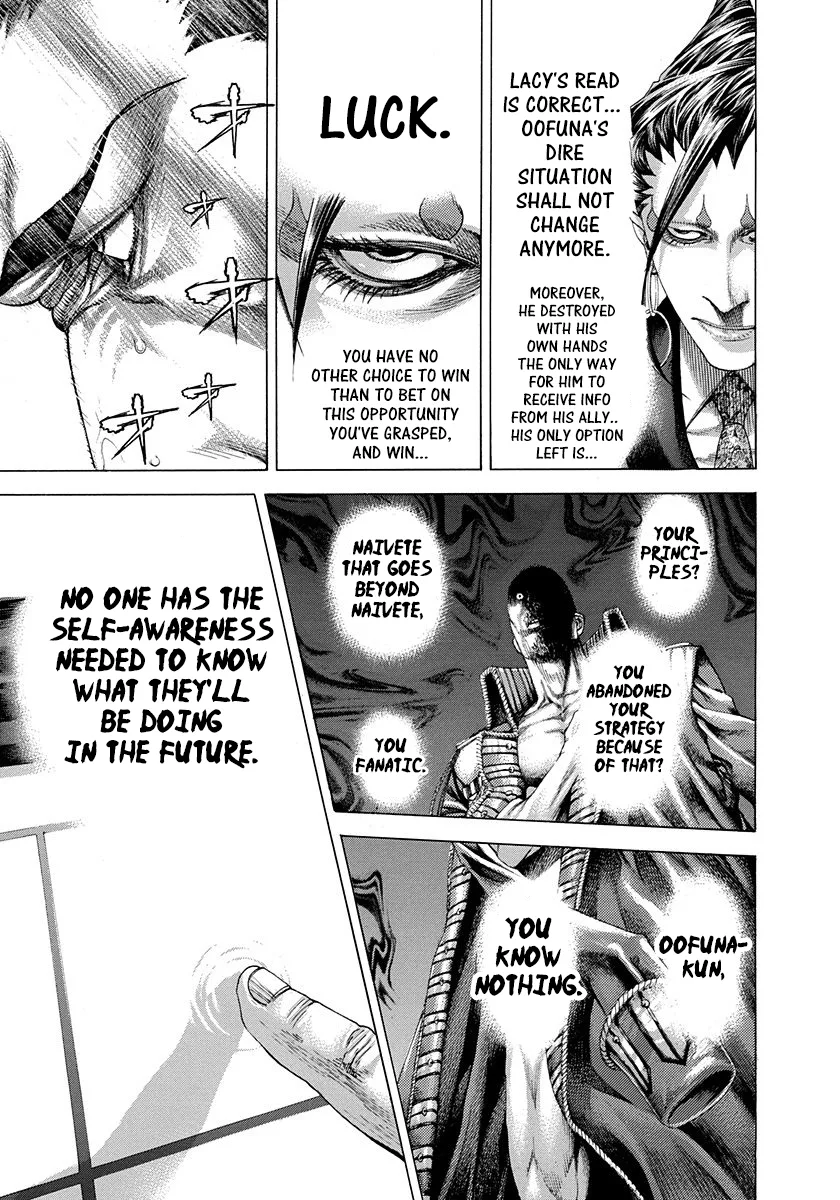 LACY'S READ
IS CORRECT...
OOFUNA'S
DIRE
SITUATION
SHALL NOT
CHANGE
ANYMORE.
MOREOVER,
HE DESTROYED
WITH HIS
OWN HANDS
THE ONLY WAY
FOR HIM TO
RECEIVE INFO
FROM HIS ALLY..
HIS ONLY OPTION
LEFT IS...
LUCK.
YOU HAVE NO
OTHER CHOICE TO WIN
THAN TO BET ON
THIS OPPORTUNITY
YOU'VE GRASPED,
AND WIN...
YOUR
PRINCI-
PLES?
YOU
ABANDONED
YOUR
STRATEGY
BECAUSE
OF THAT?
NAIVETE
THAT GOES
BEYOND
NAIVETE,
YOU
FANATIC.
OOFUNA-
KUN,
YOU
KNOW
NOTHING.
NO ONE HAS THE
SELF-AWARENESS
NEEDED TO KNOW
WHAT THEY'LL
BE DOING
IN THE FUTURE.